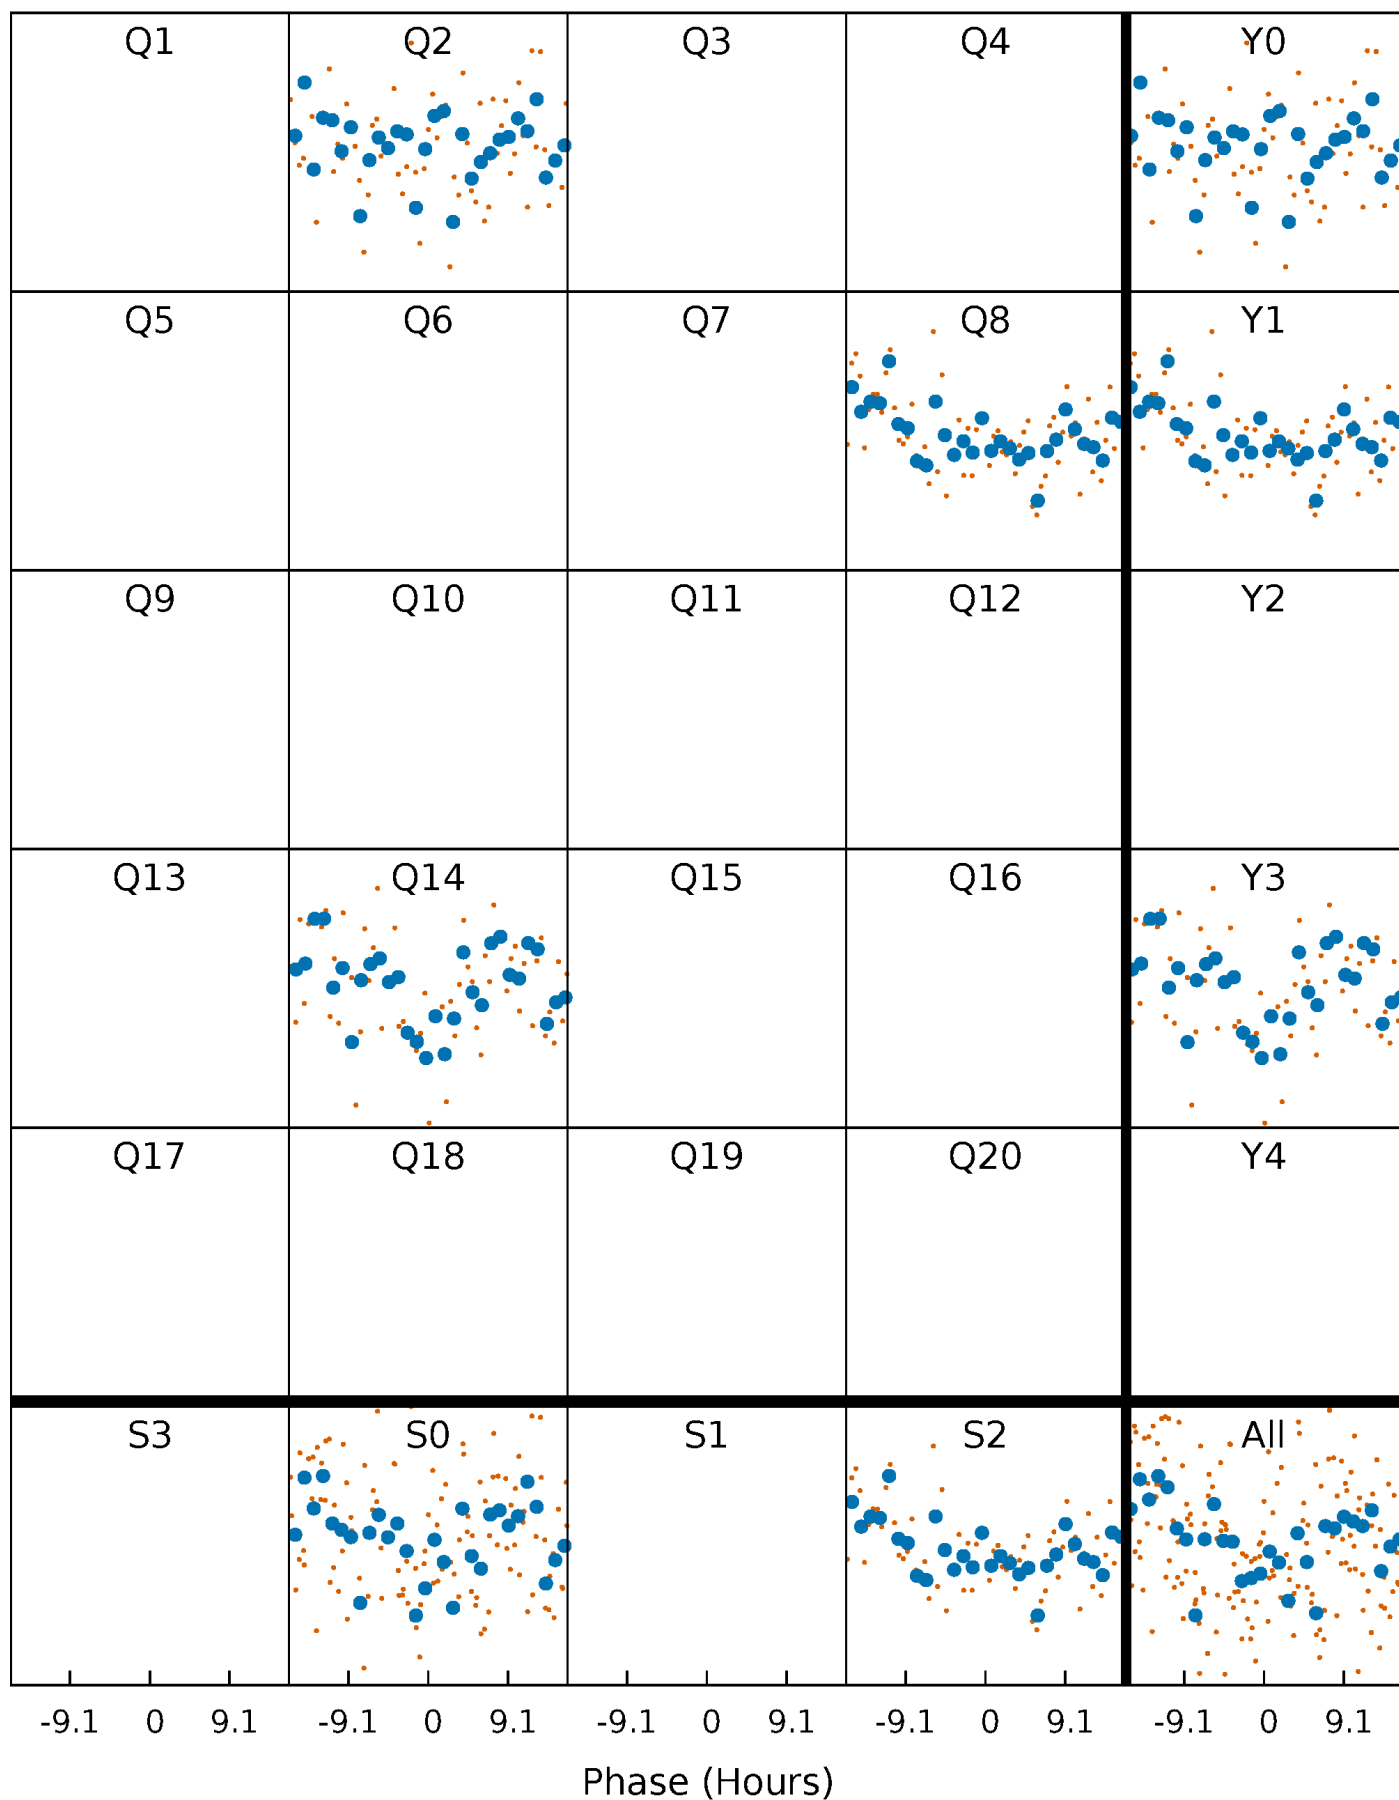 Q1 Q2 Q3 Q4 Y0
Q5 Q6 Q7 Q8 Y1
Q9 Q10 Q11 Q12 Y2
Q13 Q14 Q15 Q16 Y3
Q17 Q18 Q19 Q20 Y4
S3 S0 S1 S2 All
-9.1 0 9.1 -9.1 0 9.1 -9.1 0 9.1 -9.1 0 9.1 -9.1 0 9.1
Phase (Hours)